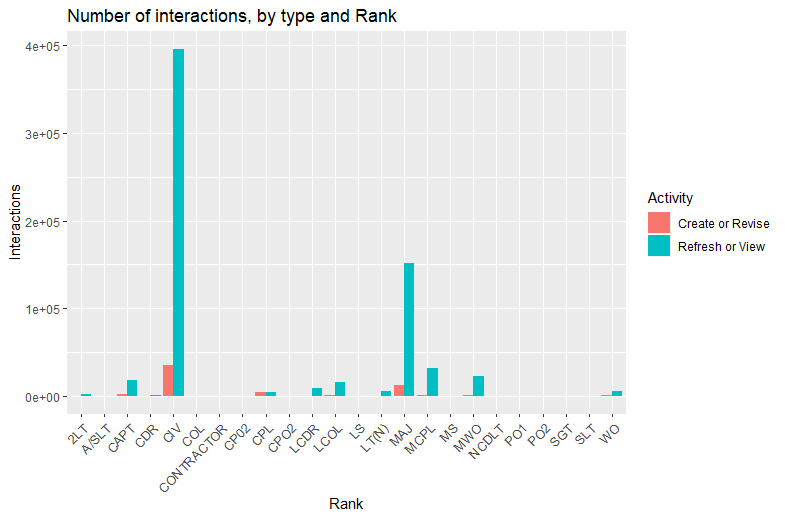 Number of interactions, by type and Rank
4e+05
3e+05
2e+05
1e+05
0e+00
Interactions
2LT
A/SLT
CAPT
CDR
CIV
COL
CONTRACTOR
CP02
CPL
CPO2
LCDR
LCOL
LS
LT(N)
MAJ
MCPL
MS
MWO
NCDLT
PO1
PO2
SGT
SLT
WO
Rank
Activity
Create or Revise
Refresh or View